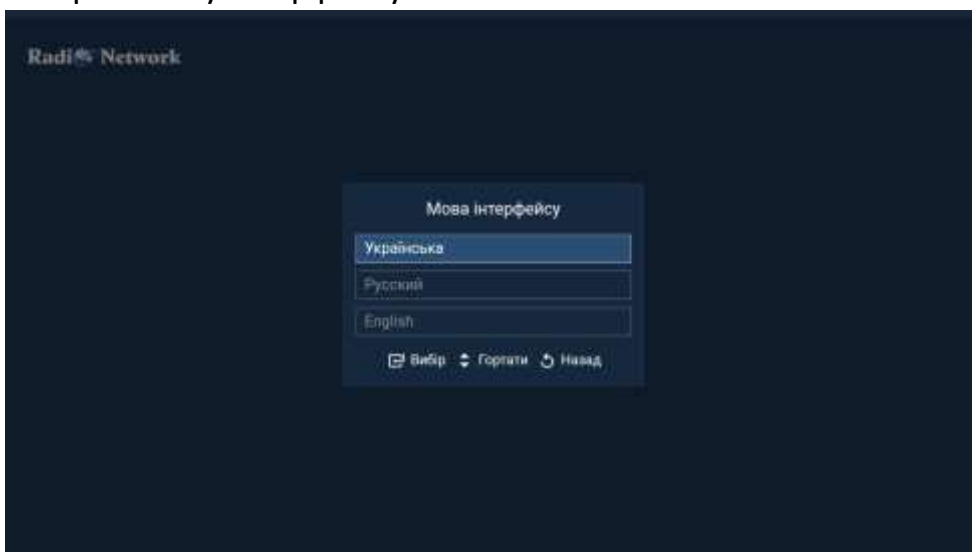 Radi Network
Мова інтерфейсу
Українська
Русский
English
Вибір Гортати Назад